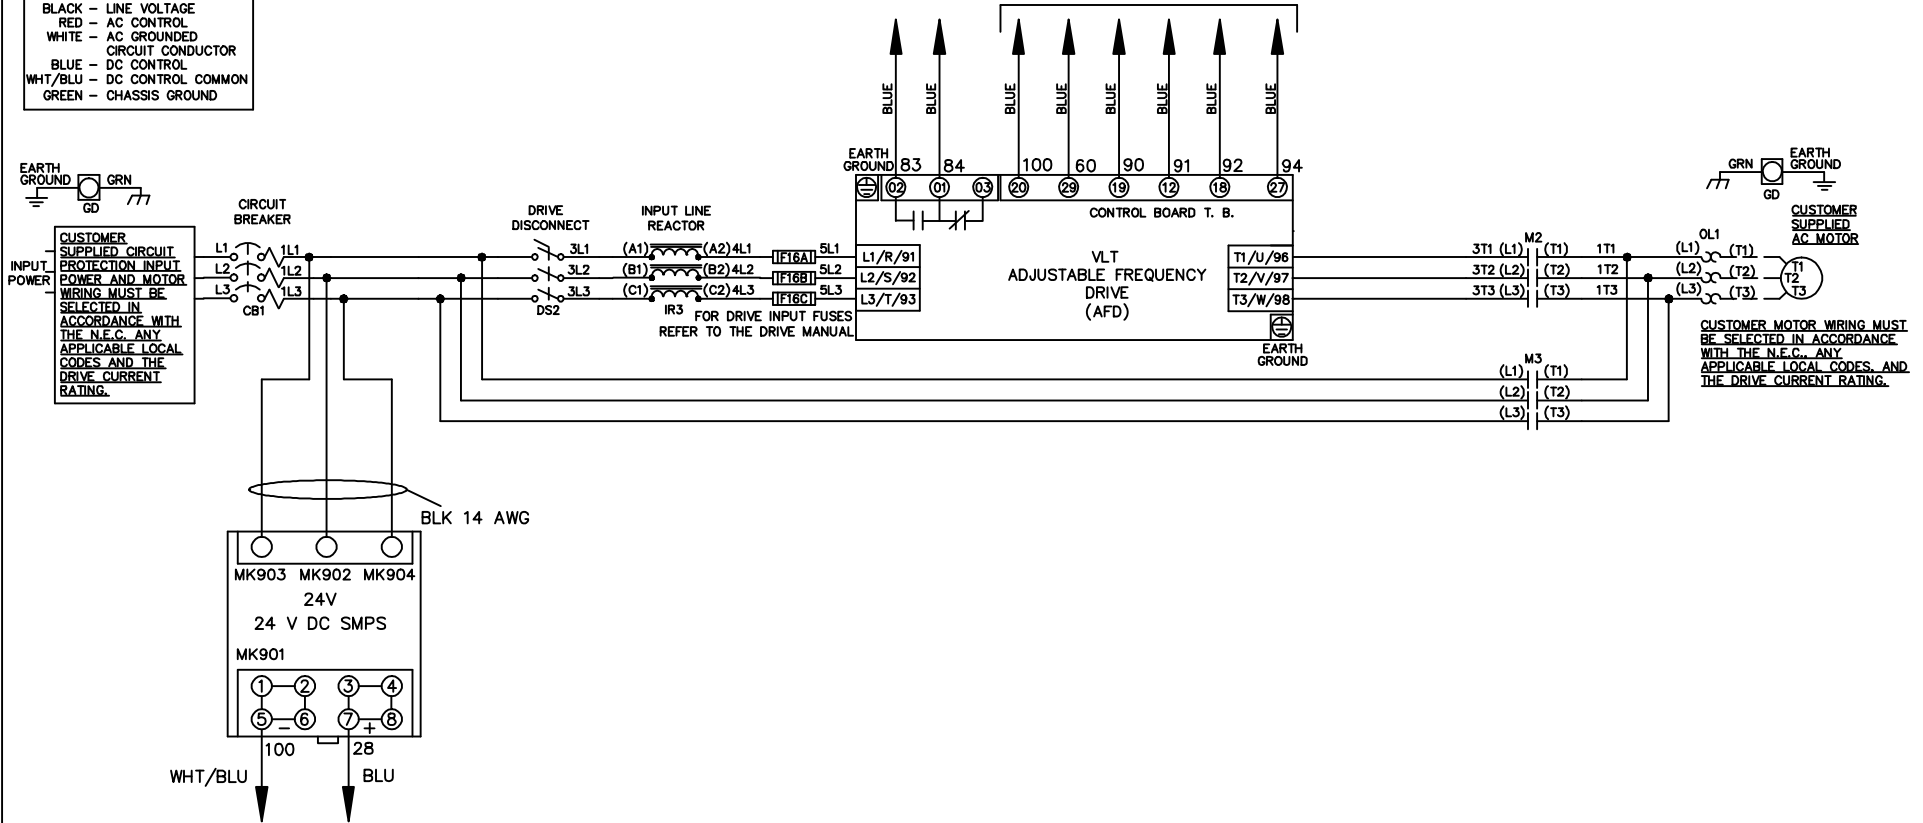 BLACK – LINE VOLTAGE
RED – AC CONTROL
WHITE – AC GROUNDED
CIRCUIT CONDUCTOR
BLUE – DC CONTROL
WHT/BLU – DC CONTROL COMMON
GREEN – CHASSIS GROUND
BLUE
BLUE
BLUE
BLUE
BLUE
BLUE
BLUE
BLUE
EARTH
GROUND
GRN
GD
CIRCUIT
BREAKER
INPUT
POWER
CUSTOMER
SUPPLIED CIRCUIT
PROTECTION INPUT
POWER AND MOTOR
WIRING MUST BE
SELECTED IN
ACCORDANCE WITH
THE N.E.C. ANY
APPLICABLE LOCAL
CODES AND THE
DRIVE CURRENT
RATING.
L1 1L1
L2 1L2
L3 1L3
CB1
DRIVE
DISCONNECT
3L1
3L2
3L3
DS2
INPUT LINE
REACTOR
(A1) (A2) 4L1
(B1) (B2) 4L2
(C1) (C2) 4L3
IR3
F16A 5L1
F16B 5L2
F16C 5L3
FOR DRIVE INPUT FUSES
REFER TO THE DRIVE MANUAL
EARTH
GROUND
83 84 100 60 90 91 92 94
02 01 03 20 29 19 12 18 27
CONTROL BOARD T. B.
L1/R/91
L2/S/92
L3/T/93
VLT
ADJUSTABLE FREQUENCY
DRIVE
(AFD)
T1/U/96
T2/V/97
T3/W/98
EARTH
GROUND
M2
3T1 (L1) (T1) 1T1
3T2 (L2) (T2) 1T2
3T3 (L3) (T3) 1T3
M3
(L1) (T1)
(L2) (T2)
(L3) (T3)
GRN
EARTH
GROUND
GD
CUSTOMER
SUPPLIED
AC MOTOR
OL1
(L1) (T1)
(L2) (T2)
(L3) (T3)
T1
T2
T3
CUSTOMER MOTOR WIRING MUST
BE SELECTED IN ACCORDANCE
WITH THE N.E.C., ANY
APPLICABLE LOCAL CODES, AND
THE DRIVE CURRENT RATING.
BLK 14 AWG
MK903 MK902 MK904
24V
24 V DC SMPS
MK901
1 2 3 4
5 – 6 7 + 8
100 28
WHT/BLU BLU